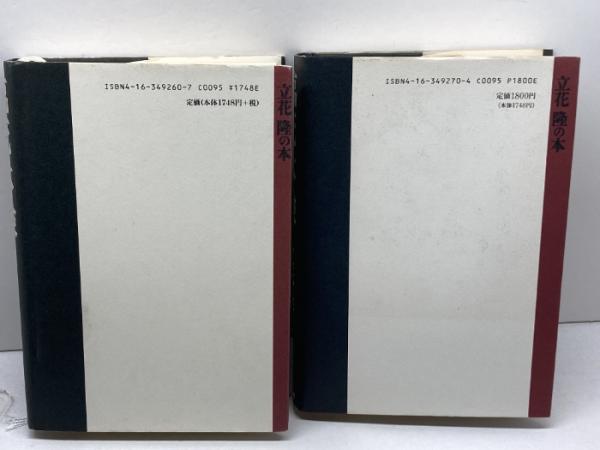 ISBN4-16-349260-7 C0095 ¥1748E
定価(本体1748円+税)
立花 隆の本
ISBN4-16-349270-4 C0095 P1800E
定価1800円
(本体1748円)
立花 隆の本